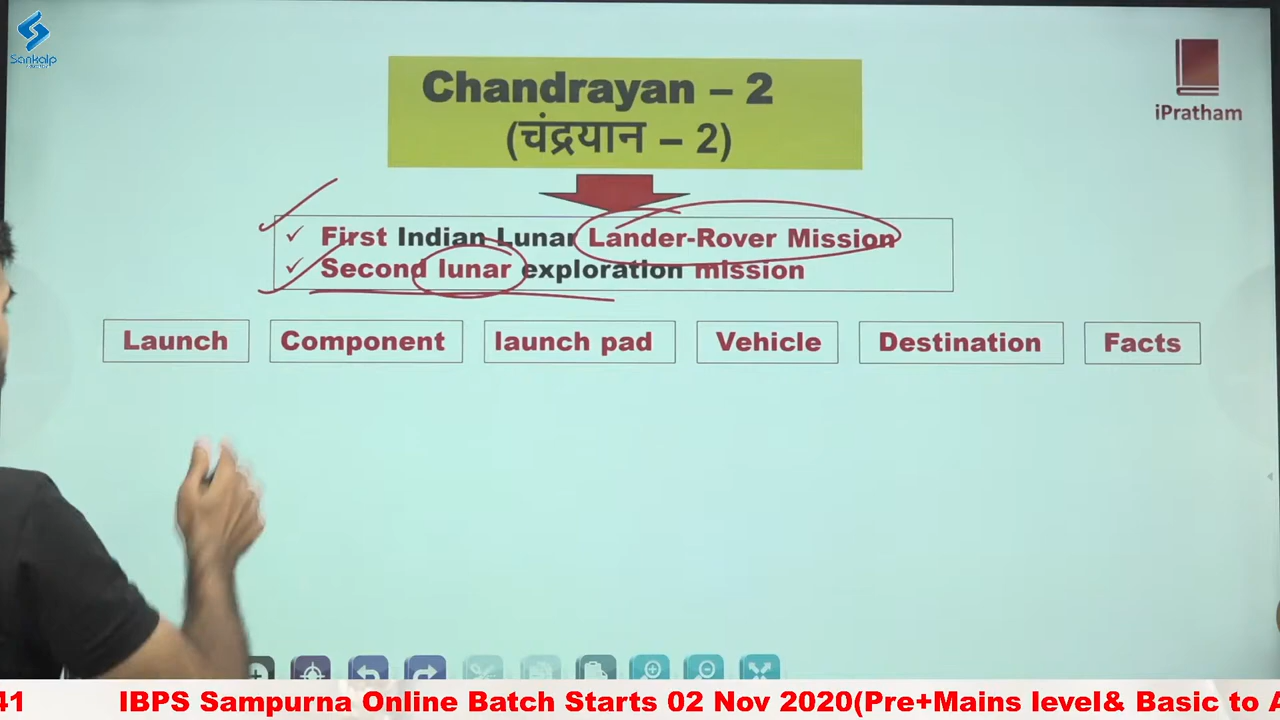 Sankalp
Chandrayan – 2
(चंद्रयान – 2)
iPratham
✓ First Indian Lunar Lander-Rover Mission
✓ Second lunar exploration mission
Launch
Component
launch pad
Vehicle
Destination
Facts
41 IBPS Sampurna Online Batch Starts 02 Nov 2020(Pre+Mains level& Basic to A